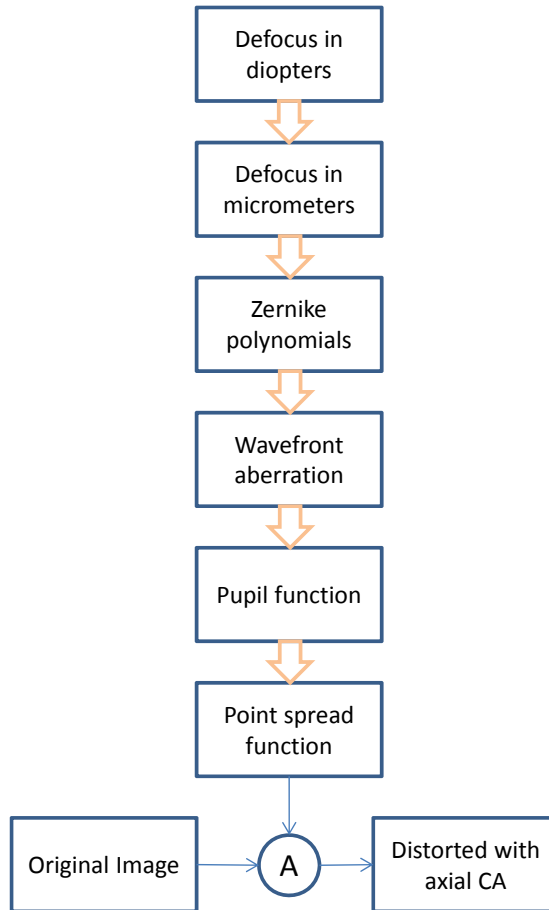 Defocus in
diopters
Defocus in
micrometers
Zernike
polynomials
Wavefront
aberration
Pupil function
Point spread
function
Original Image
A
Distorted with
axial CA